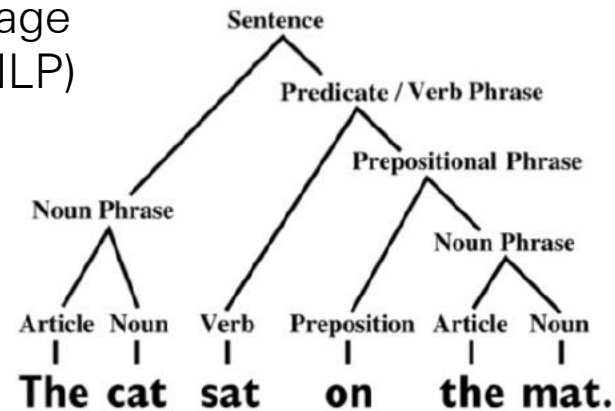 age
NLP)
Sentence
Predicate / Verb Phrase
Prepositional Phrase
Noun Phrase
Noun Phrase
Article Noun Verb Preposition Article Noun
The cat sat on the mat.